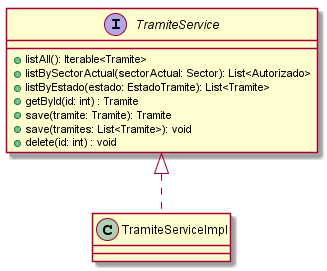 I TramiteService
listAll(): Iterable<Tramite>
listBySectorActual(sectorActual: Sector): List<Autorizado>
listByEstado(estado: EstadoTramite): List<Tramite>
getById(id: int) : Tramite
save(tramite: Tramite): Tramite
save(tramites: List<Tramite>): void
delete(id: int) : void
C TramiteServiceImpl